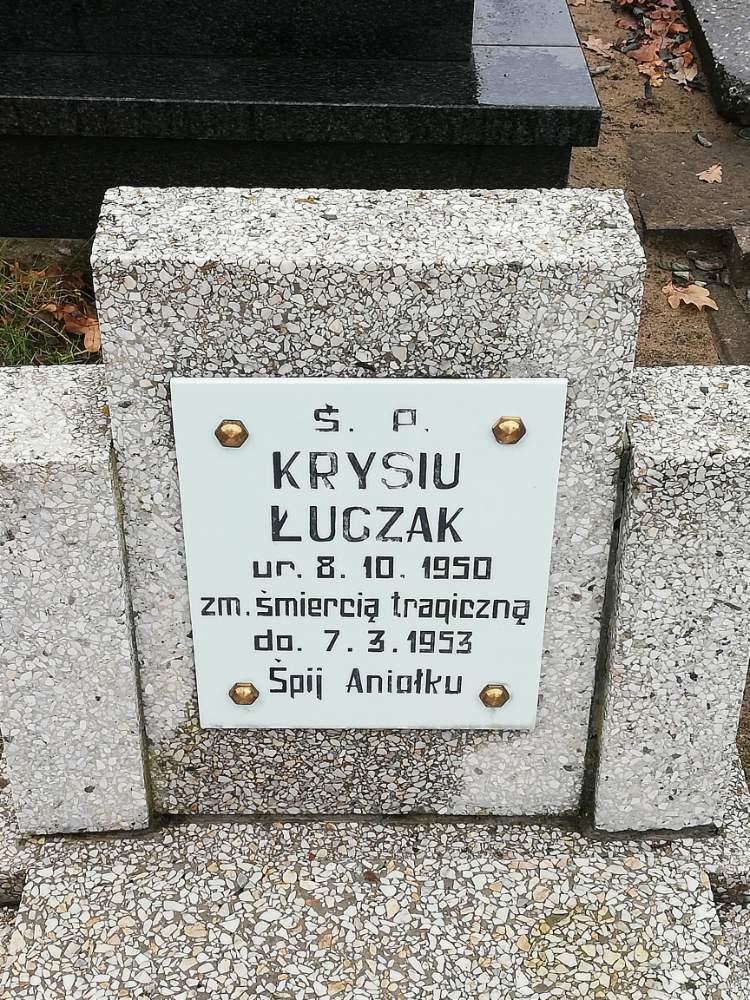 Ś. P.
KRYSIU
ŁUCZAK
ur. 8. 10. 1950
zm. śmiercią tragiczną
do. 7. 3. 1953
Śpij Aniołku